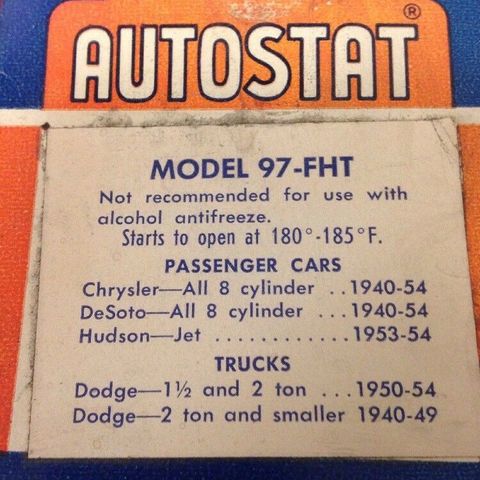 AUTOSTAT®
MODEL 97-FHT
Not recommended for use with
alcohol antifreeze.
Starts to open at 180°-185°F.
PASSENGER CARS
Chrysler—All 8 cylinder ..1940-54
DeSoto—All 8 cylinder ...1940-54
Hudson—Jet ............1953-54
TRUCKS
Dodge—1½ and 2 ton ...1950-54
Dodge—2 ton and smaller 1940-49